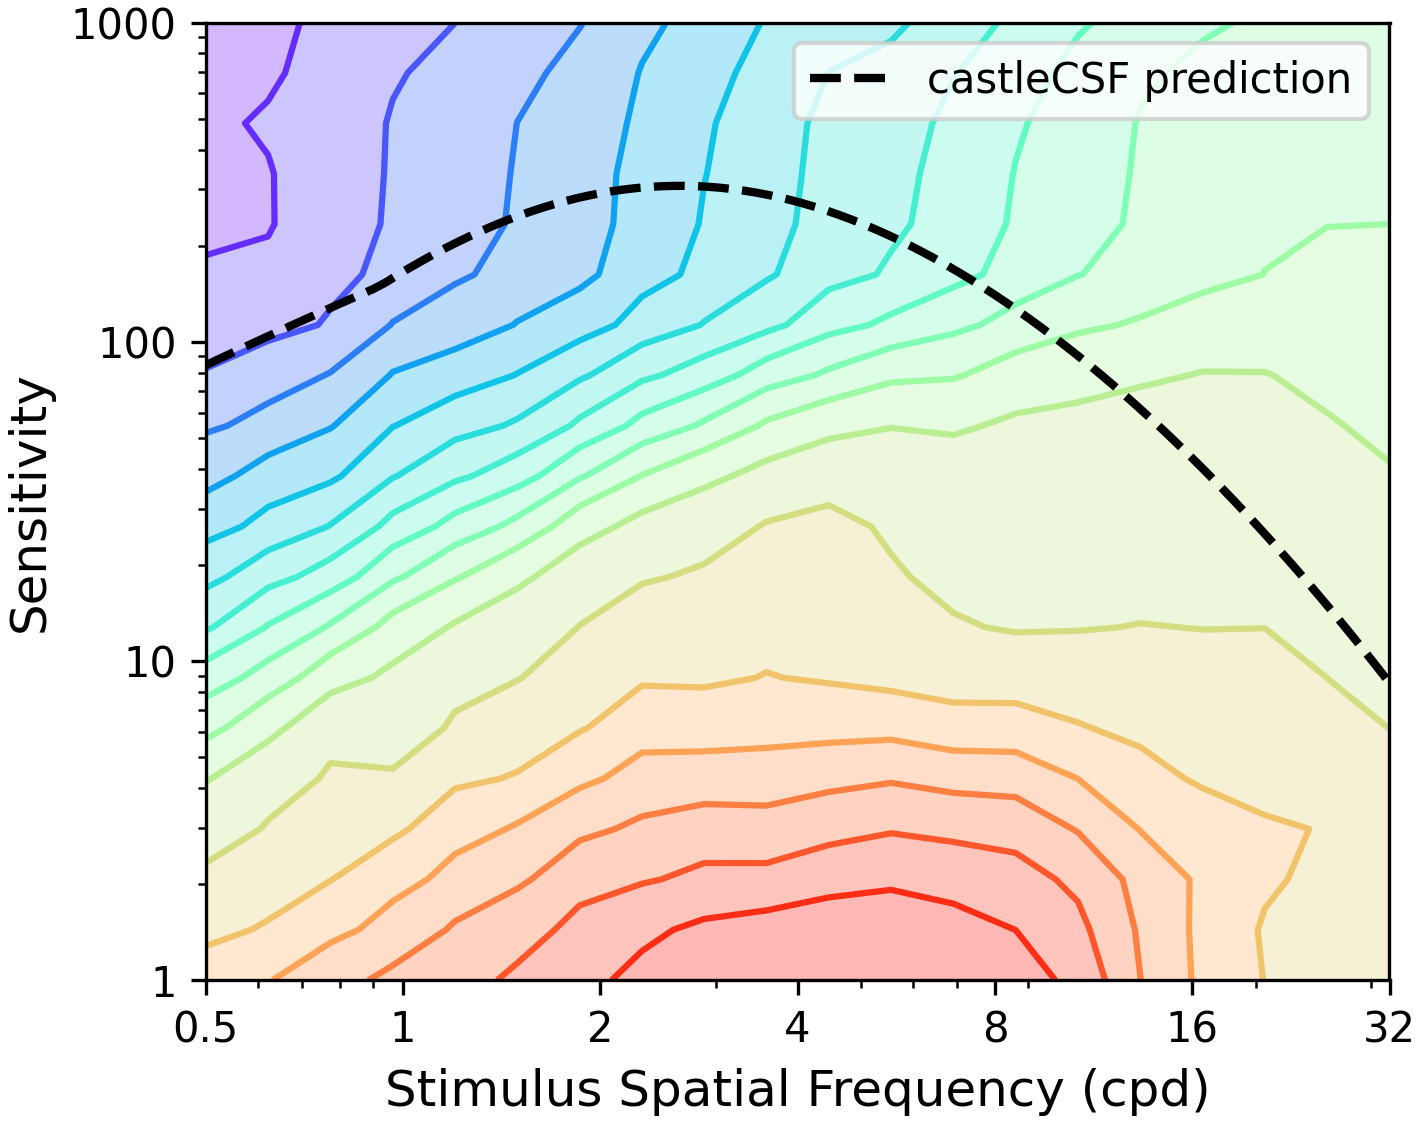 1000
100
10
1
Sensitivity
castleCSF prediction
0.5 1 2 4 8 16 32
Stimulus Spatial Frequency (cpd)